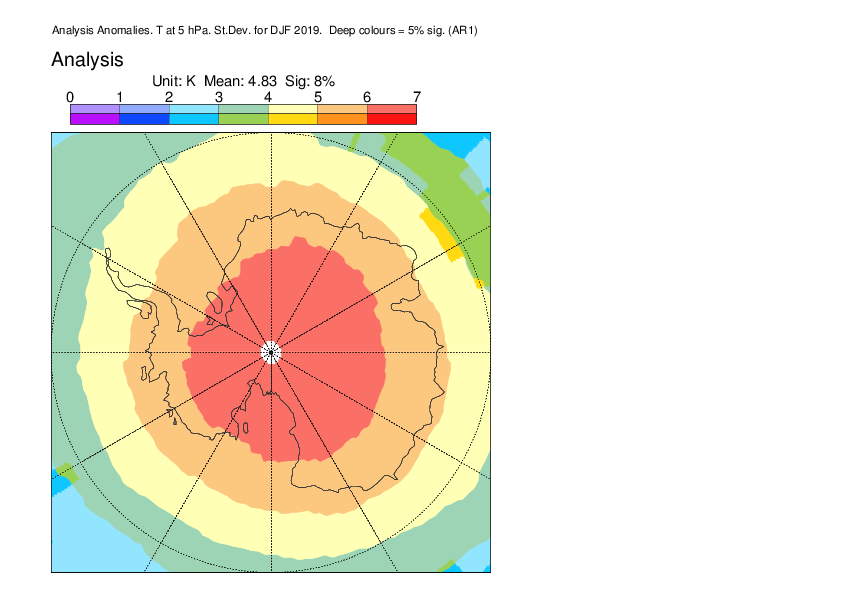 Analysis Anomalies. T at 5 hPa. St.Dev. for DJF 2019.  Deep colours = 5% sig. (AR1)
Analysis
Unit: K  Mean: 4.83  Sig: 8%
0 1 2 3 4 5 6 7